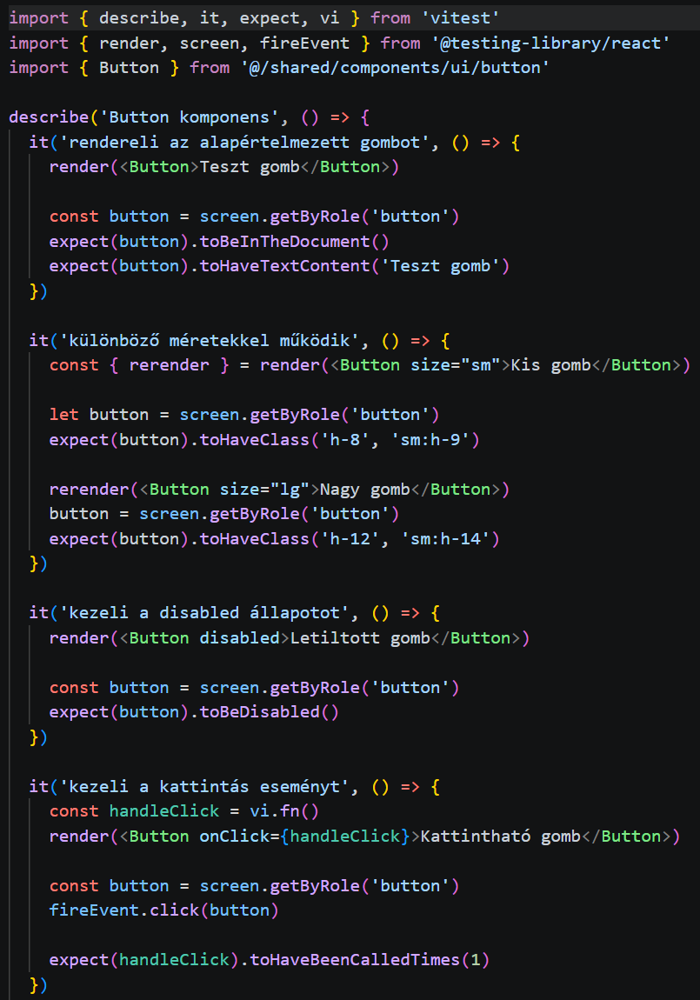 import { describe, it, expect, vi } from 'vitest'
import { render, screen, fireEvent } from '@testing-library/react'
import { Button } from '@/shared/components/ui/button'
describe('Button komponens', () => {
it('rendereli az alapértelmezett gombot', () => {
render(<Button>Teszt gomb</Button>)
const button = screen.getByRole('button')
expect(button).toBeInTheDocument()
expect(button).toHaveTextContent('Teszt gomb')
})
it('különböző méretekkel működik', () => {
const { rerender } = render(<Button size="sm">Kis gomb</Button>)
let button = screen.getByRole('button')
expect(button).toHaveClass('h-8', 'sm:h-9')
rerender(<Button size="lg">Nagy gomb</Button>)
button = screen.getByRole('button')
expect(button).toHaveClass('h-12', 'sm:h-14')
})
it('kezeli a disabled állapotot', () => {
render(<Button disabled>Letiltott gomb</Button>)
const button = screen.getByRole('button')
expect(button).toBeDisabled()
})
it('kezeli a kattintás eseményt', () => {
const handleClick = vi.fn()
render(<Button onClick={handleClick}>Kattintható gomb</Button>)
const button = screen.getByRole('button')
fireEvent.click(button)
expect(handleClick).toHaveBeenCalledTimes(1)
})